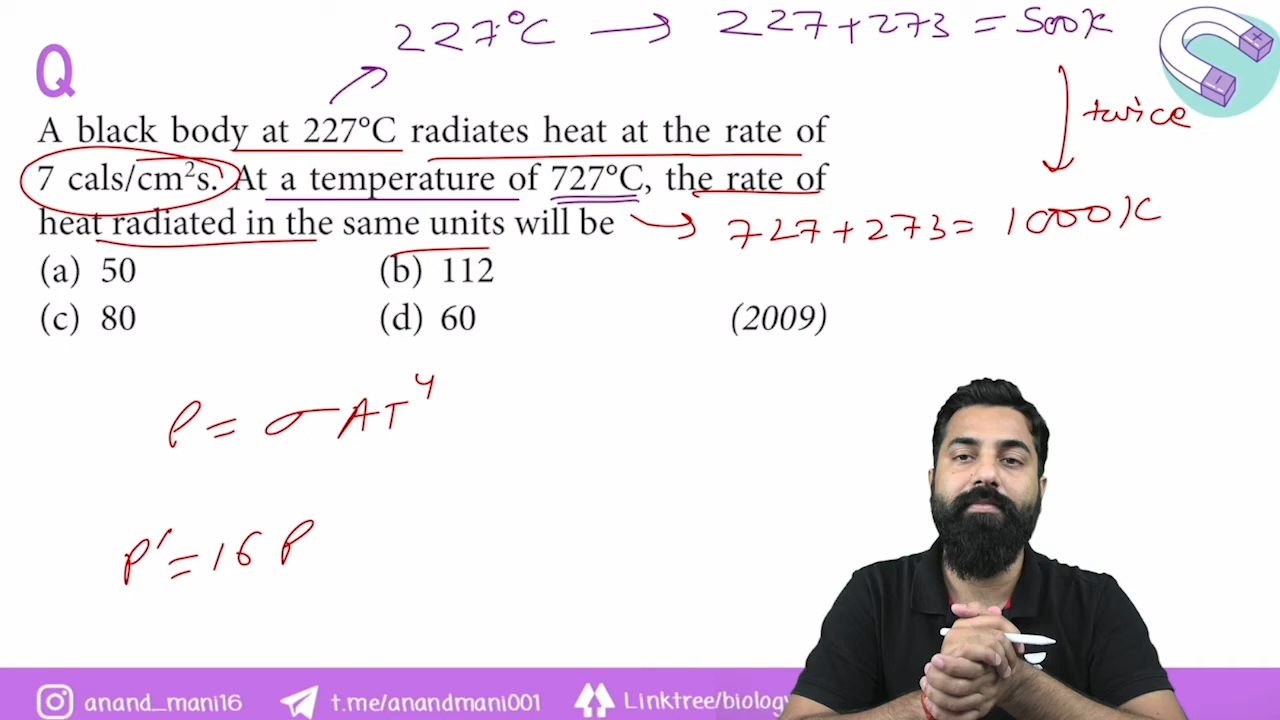 227°C → 227+273 = 500K
Q
twice
A black body at 227°C radiates heat at the rate of
7 cals/cm²s. At a temperature of 727°C, the rate of
heat radiated in the same units will be
→ 727+273= 1000K
(a) 50 (b) 112
(c) 80 (d) 60 (2009)
P = σAT⁴
P' = 16 P
anand_mani16 t.me/anandmani001 Linktree/biology